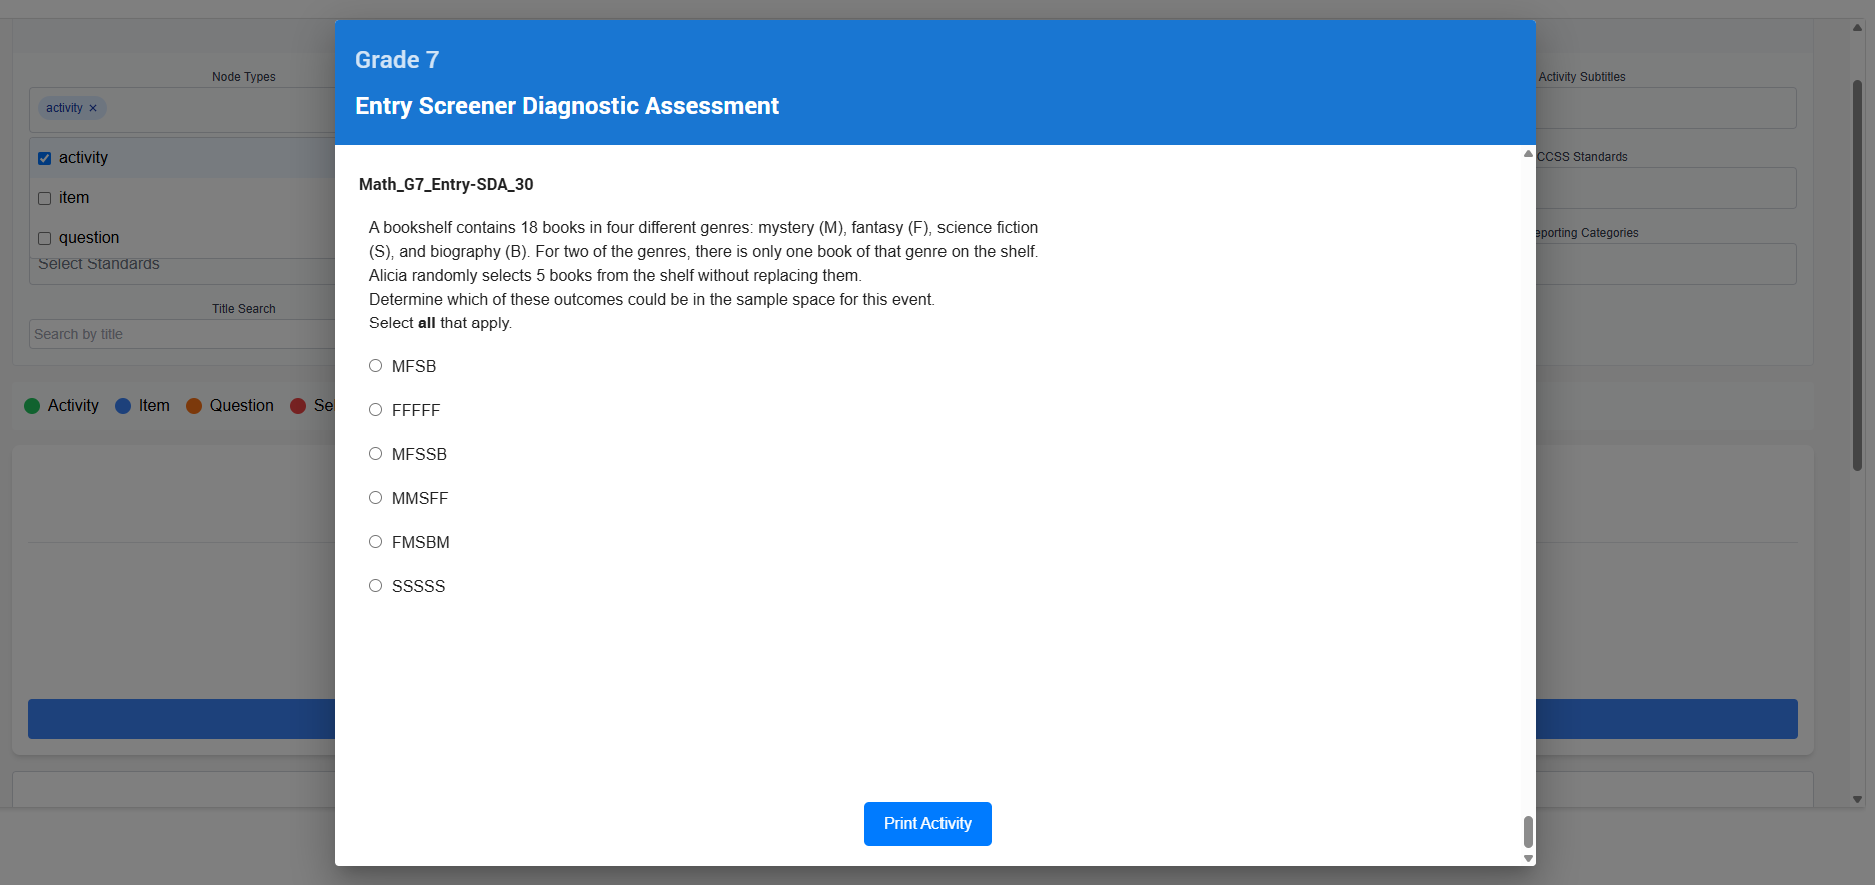 Grade 7
Entry Screener Diagnostic Assessment
Node Types
activity ×
activity
item
question
Select Standards
Title Search
Search by title
Activity
Item
Question
Activity Subtitles
CCSS Standards
Math_G7_Entry-SDA_30
A bookshelf contains 18 books in four different genres: mystery (M), fantasy (F), science fiction
(S), and biography (B). For two of the genres, there is only one book of that genre on the shelf.
Alicia randomly selects 5 books from the shelf without replacing them.
Determine which of these outcomes could be in the sample space for this event.
Select all that apply.
MFSB
FFFFF
MFSSB
MMSFF
FMSBM
SSSSS
Print Activity
Categories